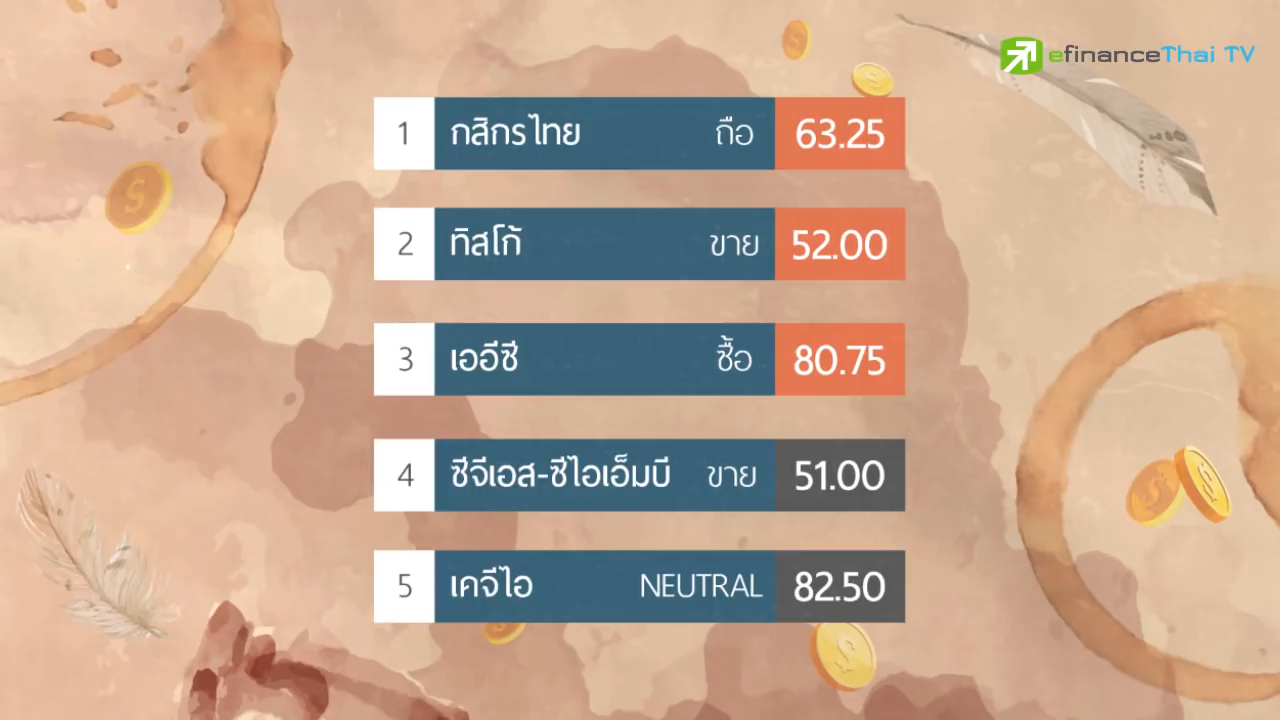 efinanceThai TV
1 กสิกรไทย ถือ 63.25
2 ทิสโก้ ขาย 52.00
3 เออีซี ซื้อ 80.75
4 ซีจีเอส-ซีไอเอ็มบี ขาย 51.00
5 เคจีไอ NEUTRAL 82.50